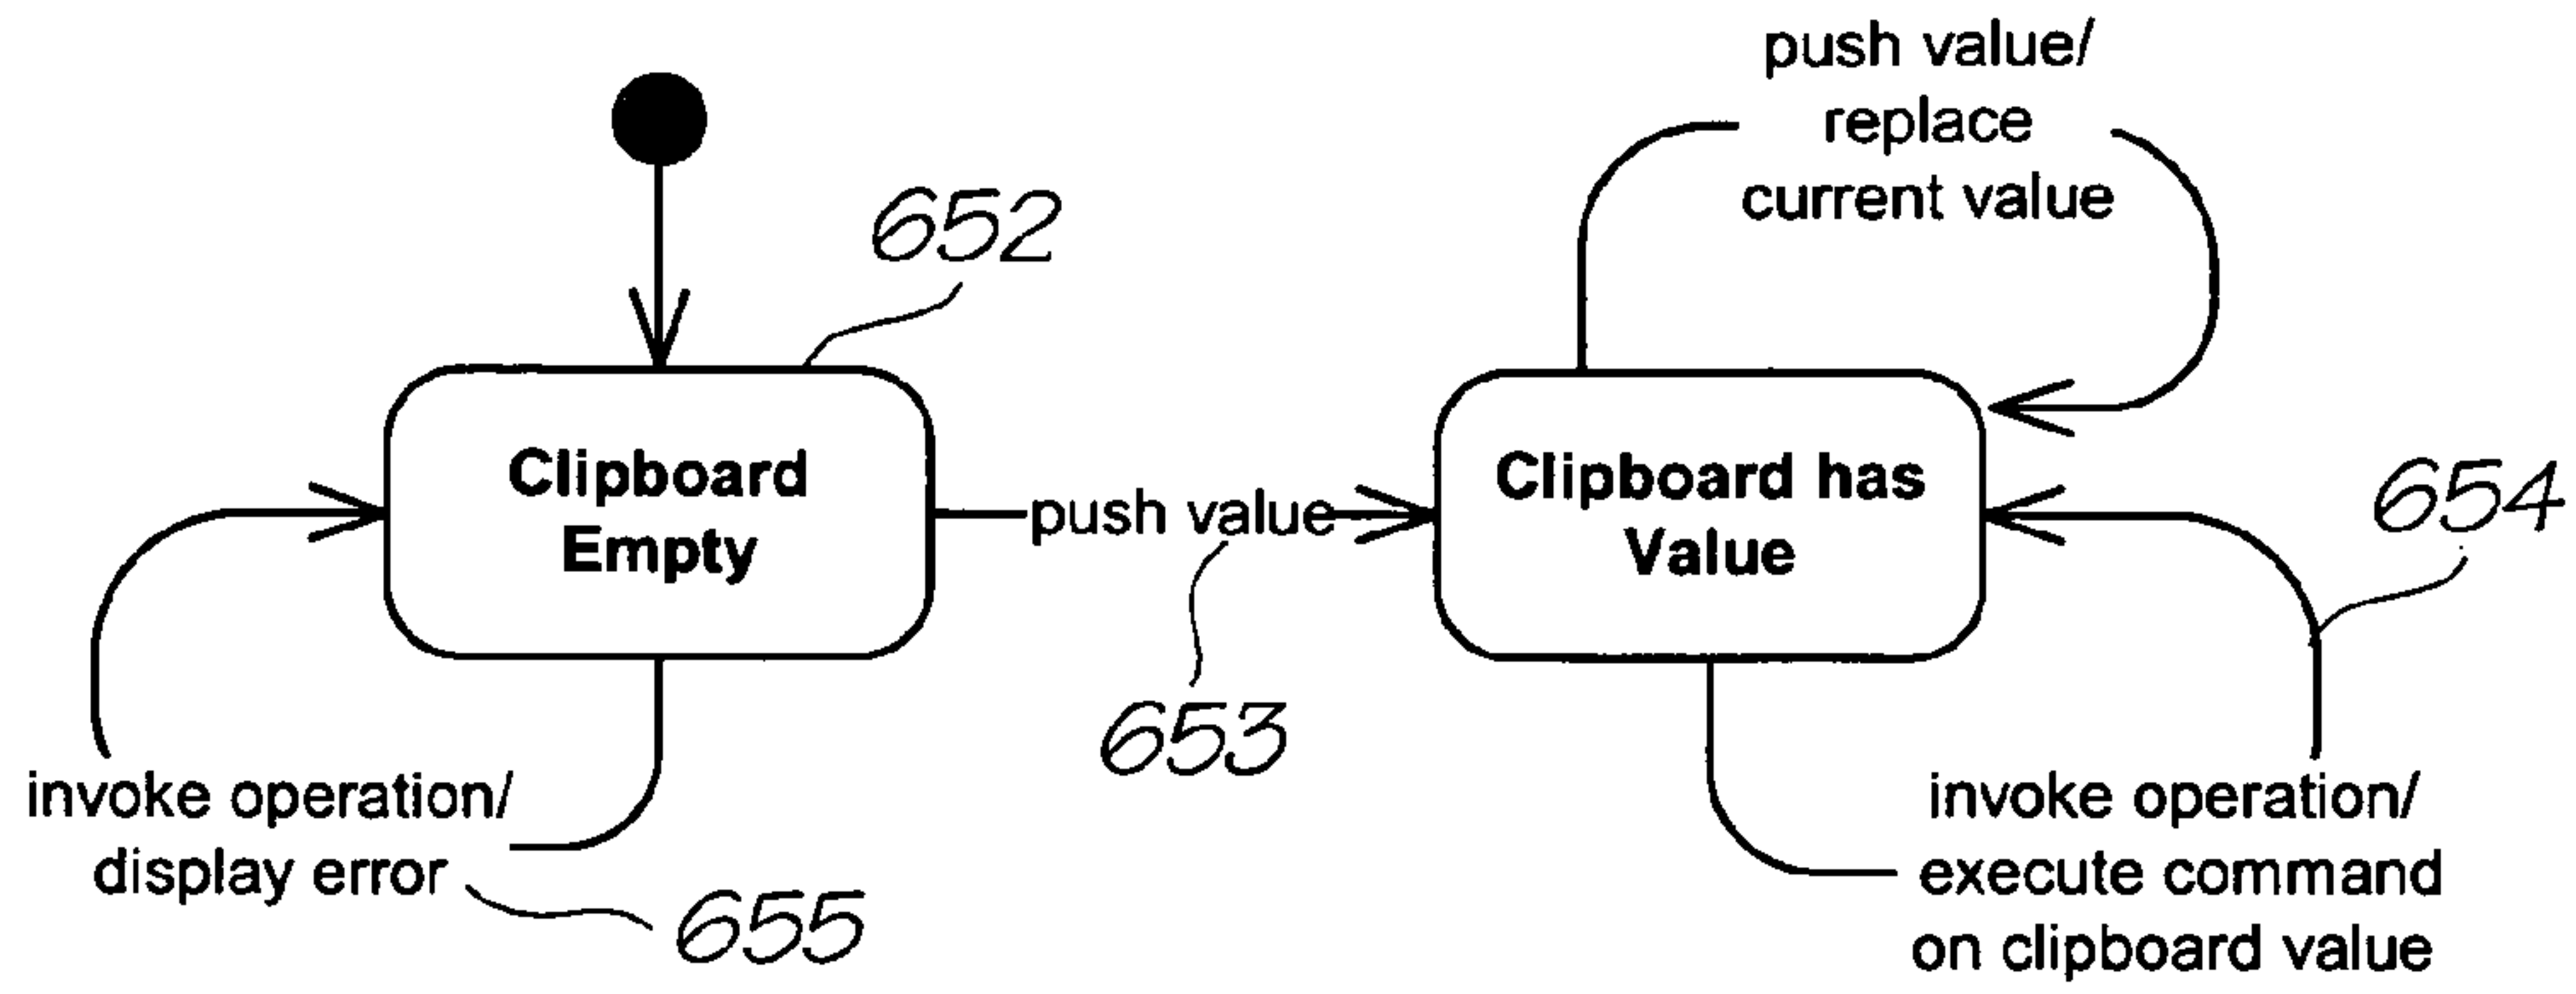 push value/
replace
current value
652
Clipboard
Empty
push value
Clipboard has
Value
654
653
invoke operation/
display error
655
invoke operation/
execute command
on clipboard value